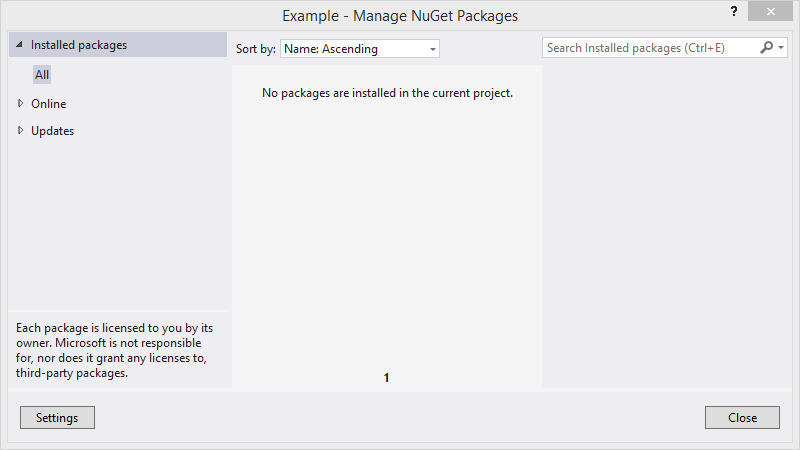 Example - Manage NuGet Packages
?
Installed packages
All
Online
Updates
Each package is licensed to you by its
owner. Microsoft is not responsible
for, nor does it grant any licenses to,
third-party packages.
Sort by: Name: Ascending
No packages are installed in the current project.
1
Search Installed packages (Ctrl+E)
Settings
Close